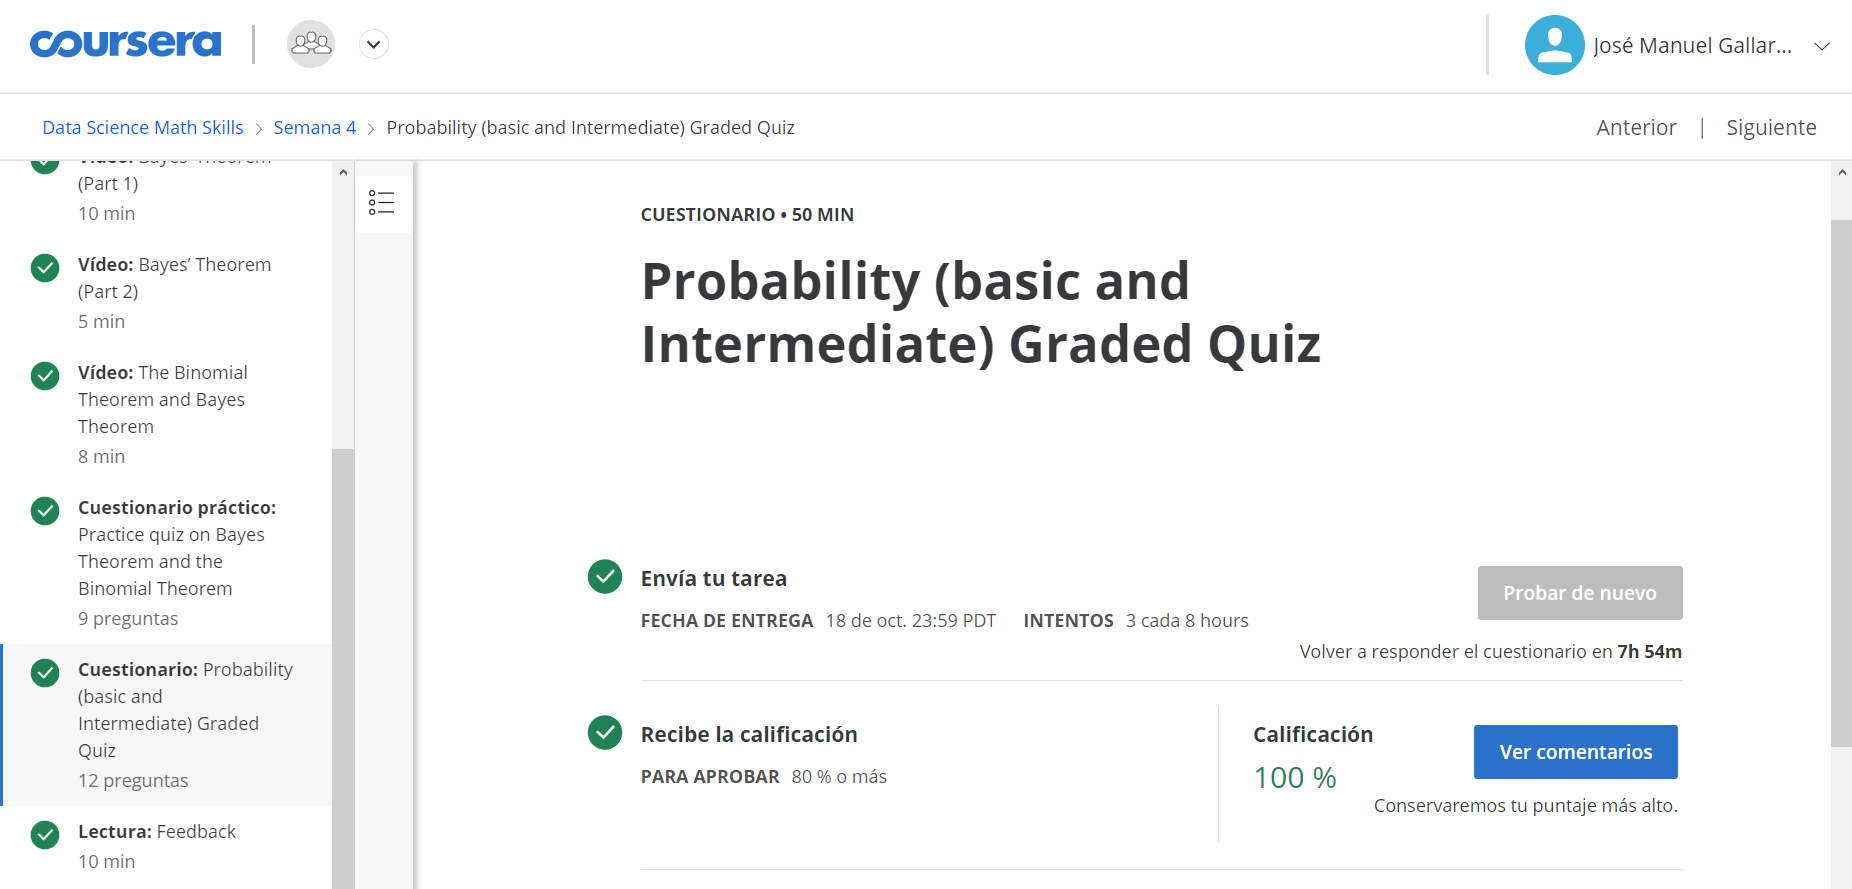 coursera
José Manuel Gallar...
Data Science Math Skills > Semana 4 > Probability (basic and Intermediate) Graded Quiz
Anterior | Siguiente
Vídeo: Bayes' Theorem
(Part 1)
10 min
Vídeo: Bayes’ Theorem
(Part 2)
5 min
Vídeo: The Binomial
Theorem and Bayes
Theorem
8 min
Cuestionario práctico:
Practice quiz on Bayes
Theorem and the
Binomial Theorem
9 preguntas
Cuestionario: Probability
(basic and
Intermediate) Graded
Quiz
12 preguntas
Lectura: Feedback
10 min
CUESTIONARIO • 50 MIN
Probability (basic and
Intermediate) Graded Quiz
Envía tu tarea
FECHA DE ENTREGA 18 de oct. 23:59 PDT INTENTOS 3 cada 8 hours
Probar de nuevo
Volver a responder el cuestionario en 7h 54m
Recibe la calificación
PARA APROBAR 80 % o más
Calificación
100 %
Ver comentarios
Conservaremos tu puntaje más alto.